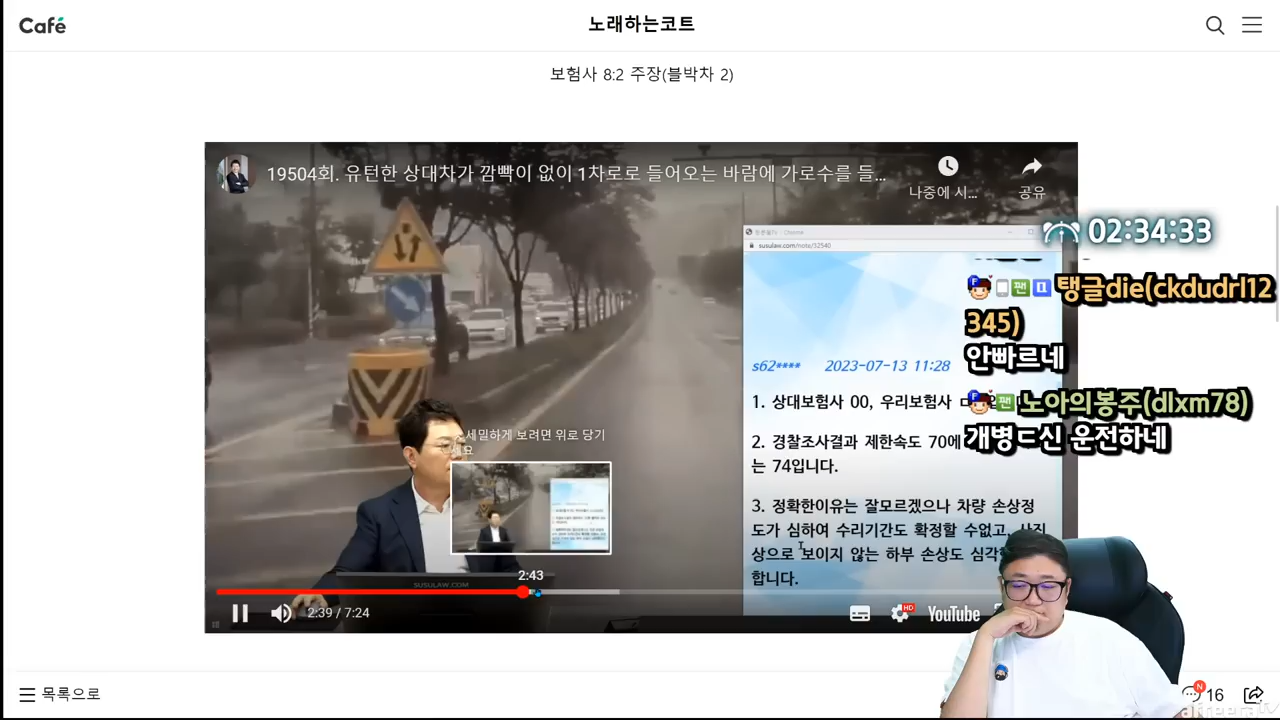 Café
노래하는코트
보험사 8:2 주장(블박차 2)
19504회. 유턴한 상대차가 깜빡이 없이 1차로로 들어오는 바람에 가로수를 들...
나중에 시...
공유
02:34:33
susulaw.com/note/32540
탱글die(ckdudrl12
345)
안빠르네
s62**** 2023-07-13 11:28
노아의봉주(dlxm78)
개병ㄷ신 운전하네
1. 상대보험사 00, 우리보험사
2. 경찰조사결과 제한속도 70에
는 74입니다.
3. 정확한이유는 잘모르겠으나 차량 손상정
도가 심하여 수리기간도 확정할 수없고,
상으로 보이지 않는 하부 손상도
합니다.
세밀하게 보려면 위로 당기
세요
2:43
SUSULAW.COM
2:39 / 7:24
HD
YouTube
목록으로
N
16
afreecaTV